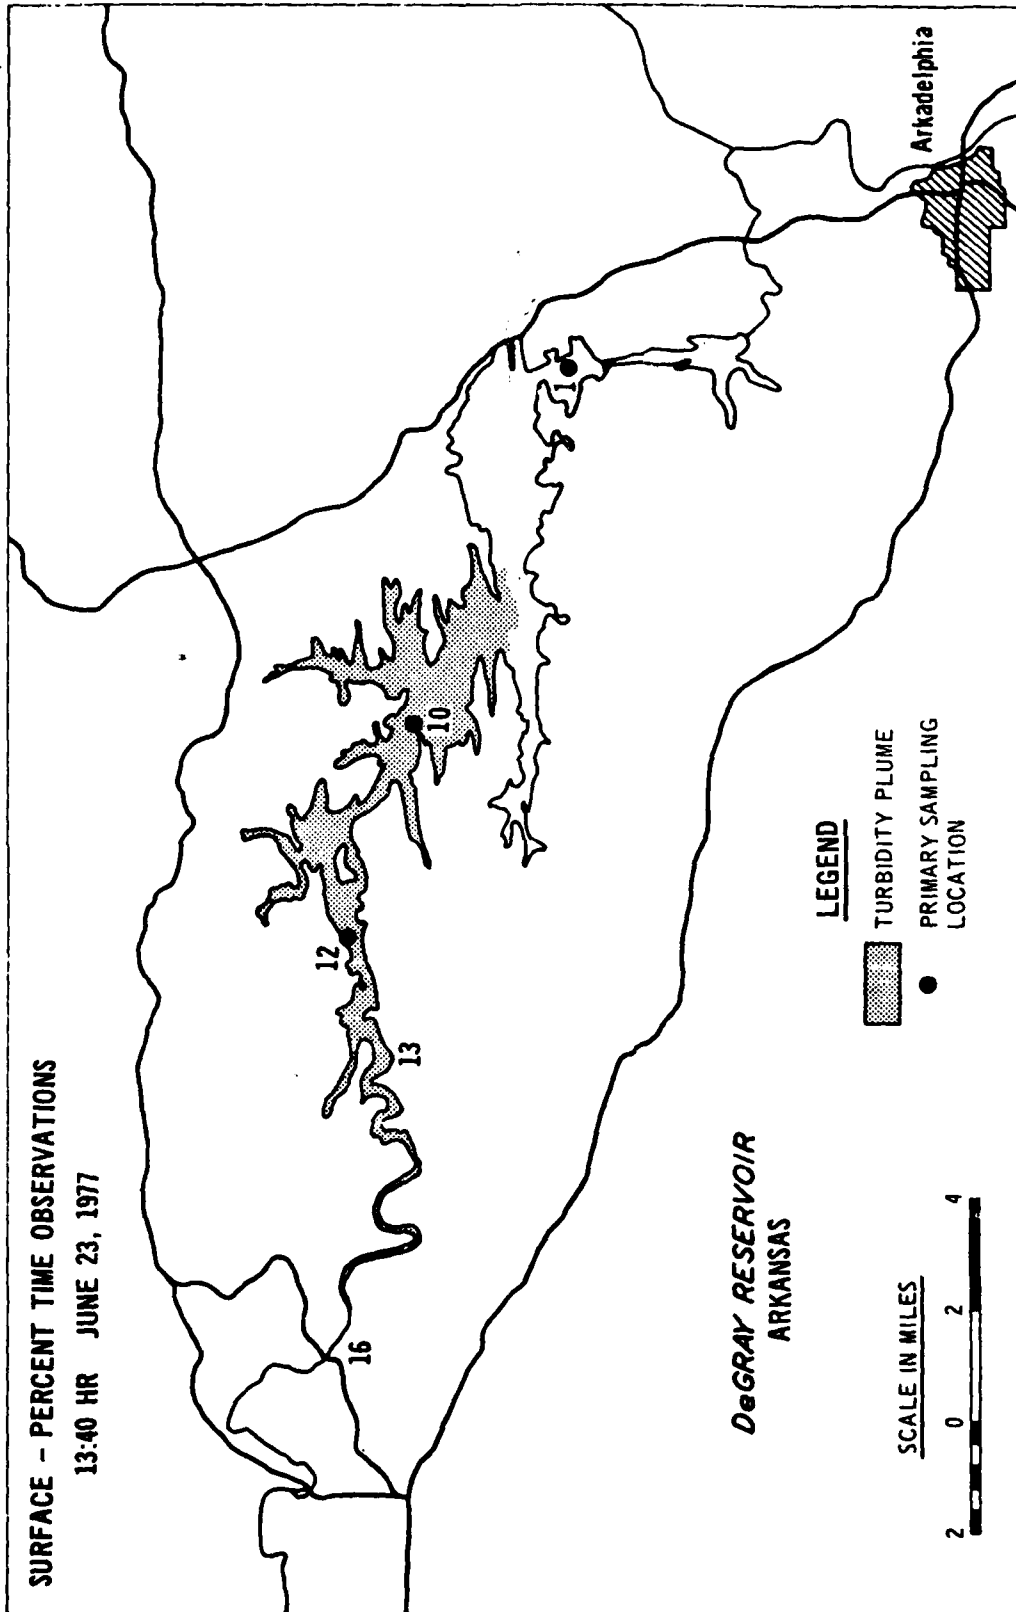 SURFACE - PERCENT TIME OBSERVATIONS
13:40 HR JUNE 23, 1977
Arkadelphia
1
10
12
13
16
LEGEND
TURBIDITY PLUME
PRIMARY SAMPLING
LOCATION
DeGRAY RESERVOIR
ARKANSAS
SCALE IN MILES
2 0 2 4